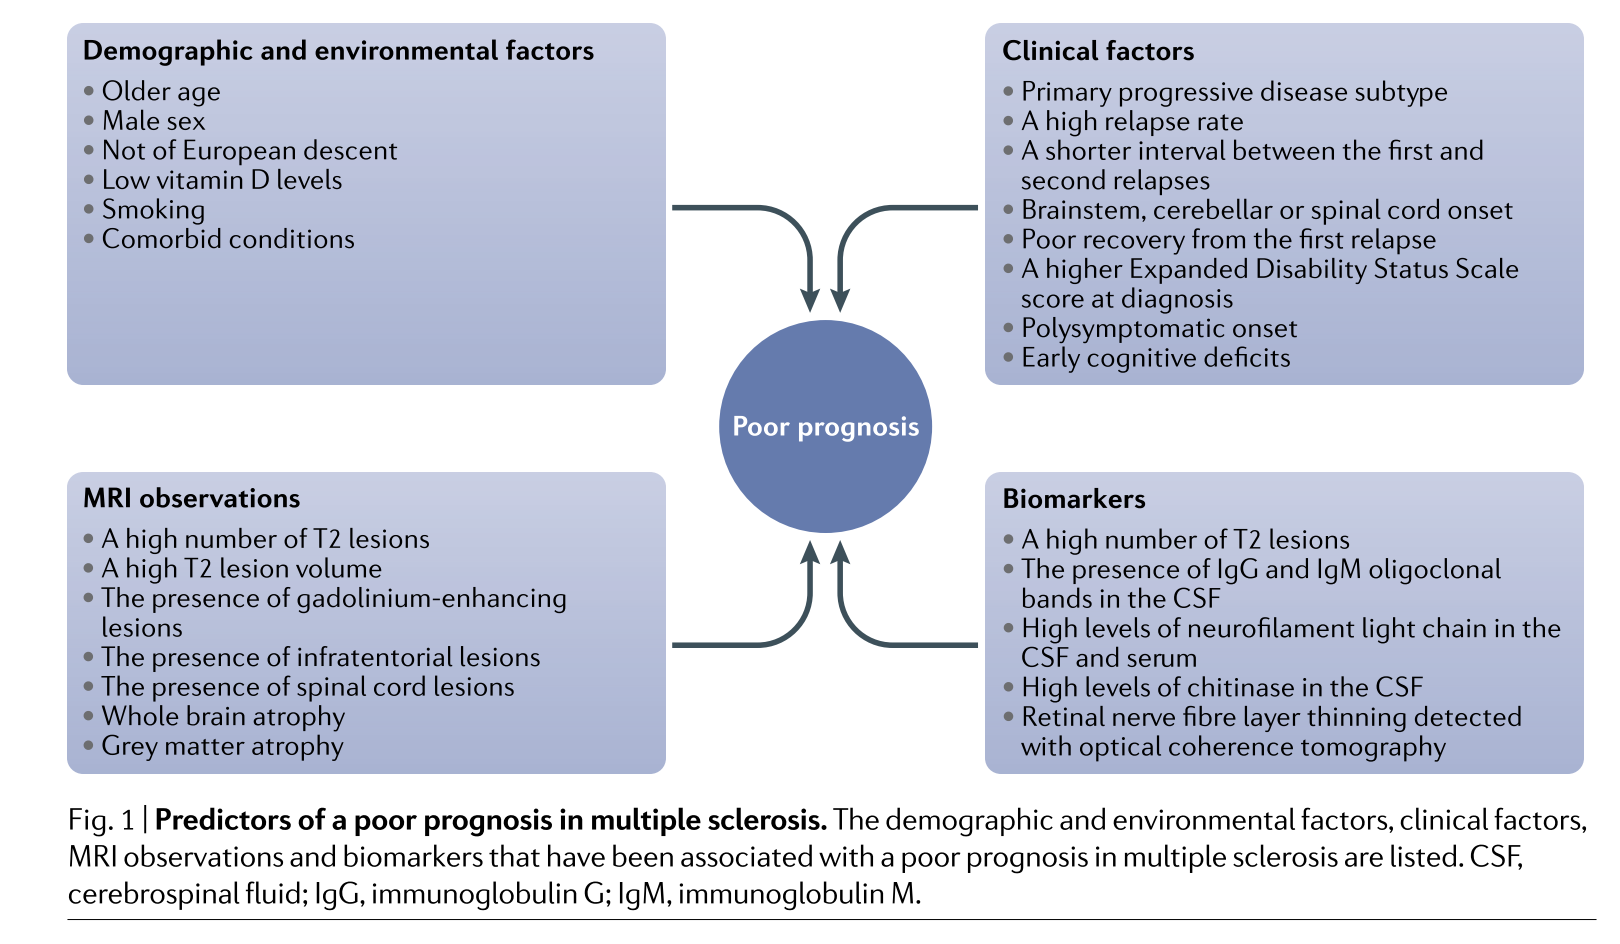 Demographic and environmental factors
• Older age
• Male sex
• Not of European descent
• Low vitamin D levels
• Smoking
• Comorbid conditions
Clinical factors
• Primary progressive disease subtype
• A high relapse rate
• A shorter interval between the first and
second relapses
• Brainstem, cerebellar or spinal cord onset
• Poor recovery from the first relapse
• A higher Expanded Disability Status Scale
score at diagnosis
• Polysymptomatic onset
• Early cognitive deficits
Poor prognosis
MRI observations
• A high number of T2 lesions
• A high T2 lesion volume
• The presence of gadolinium-enhancing
lesions
• The presence of infratentorial lesions
• The presence of spinal cord lesions
• Whole brain atrophy
• Grey matter atrophy
Biomarkers
• A high number of T2 lesions
• The presence of IgG and IgM oligoclonal
bands in the CSF
• High levels of neurofilament light chain in the
CSF and serum
• High levels of chitinase in the CSF
• Retinal nerve fibre layer thinning detected
with optical coherence tomography
Fig. 1 | Predictors of a poor prognosis in multiple sclerosis. The demographic and environmental factors, clinical factors,
MRI observations and biomarkers that have been associated with a poor prognosis in multiple sclerosis are listed. CSF,
cerebrospinal fluid; IgG, immunoglobulin G; IgM, immunoglobulin M.